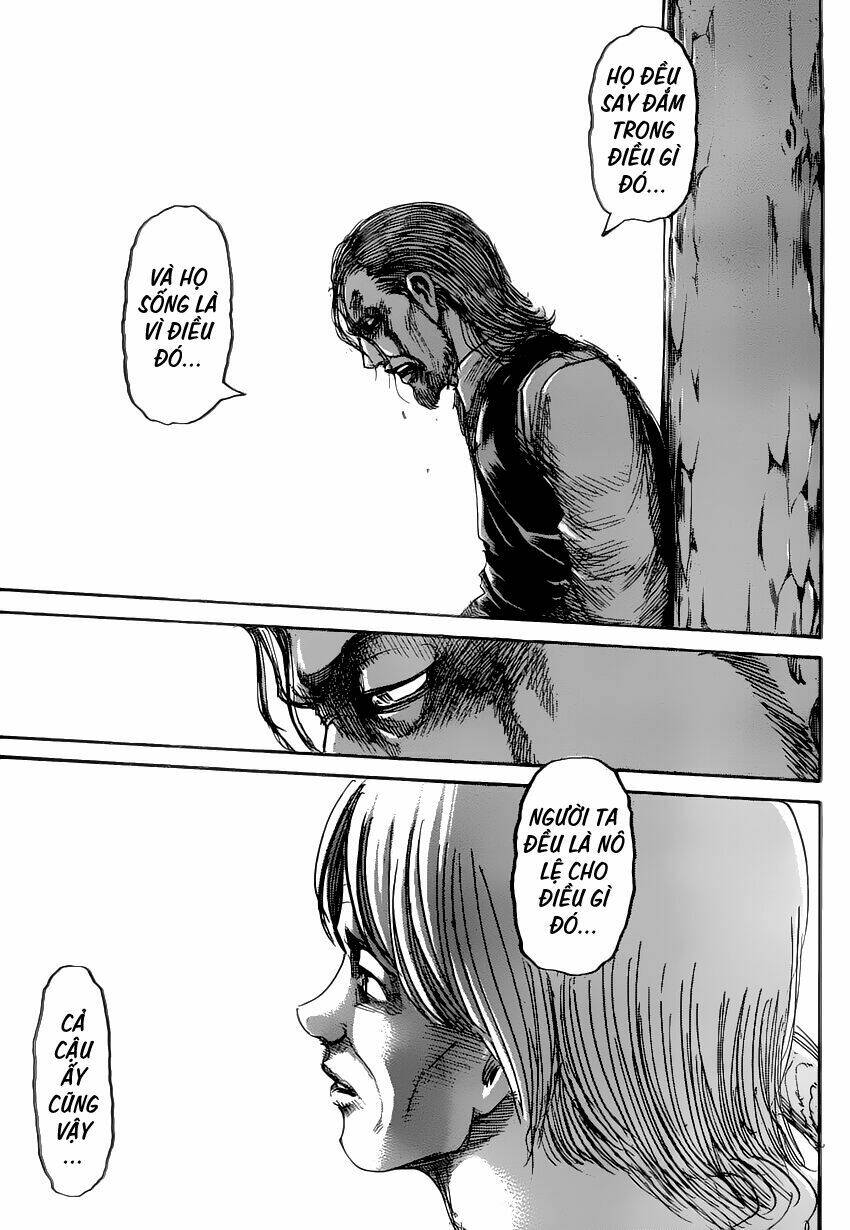 HỌ ĐỀU
SAY ĐẮM
TRONG
ĐIỀU GÌ
ĐÓ...
VÀ HỌ
SỐNG LÀ
VÌ ĐIỀU
ĐÓ...
NGƯỜI TA
ĐỀU LÀ NÔ
LỆ CHO
ĐIỀU GÌ
ĐÓ...
CẢ
CẬU
ẤY
CŨNG
VẬY
...